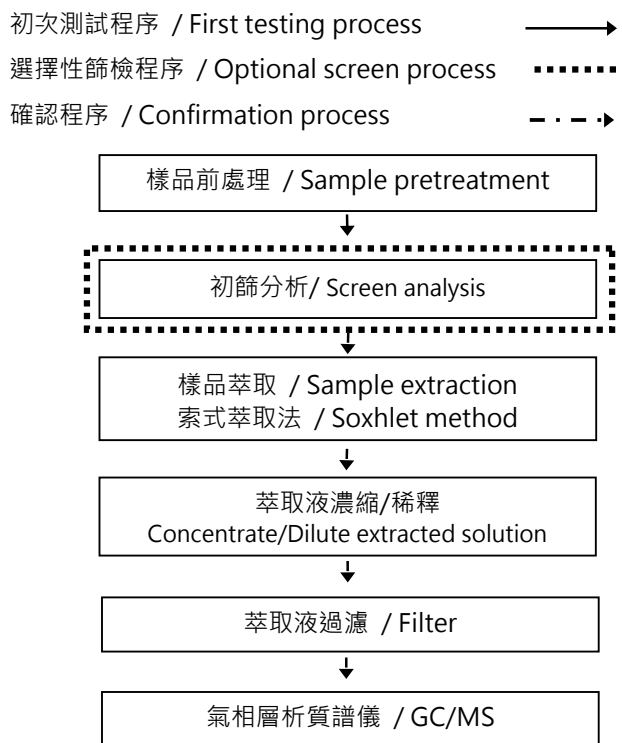 初次測試程序 / First testing process
選擇性篩檢程序 / Optional screen process
確認程序 / Confirmation process
樣品前處理 / Sample pretreatment
初篩分析/ Screen analysis
樣品萃取 / Sample extraction
索式萃取法 / Soxhlet method
萃取液濃縮/稀釋
Concentrate/Dilute extracted solution
萃取液過濾 / Filter
氣相層析質譜儀 / GC/MS